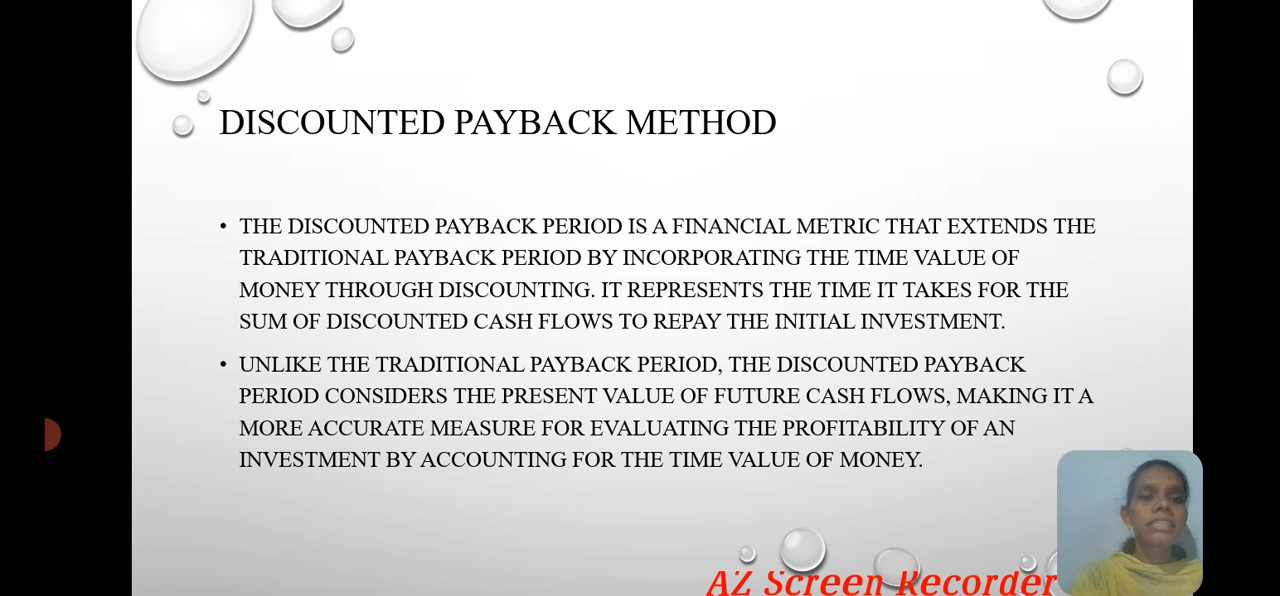 DISCOUNTED PAYBACK METHOD
• THE DISCOUNTED PAYBACK PERIOD IS A FINANCIAL METRIC THAT EXTENDS THE
TRADITIONAL PAYBACK PERIOD BY INCORPORATING THE TIME VALUE OF
MONEY THROUGH DISCOUNTING. IT REPRESENTS THE TIME IT TAKES FOR THE
SUM OF DISCOUNTED CASH FLOWS TO REPAY THE INITIAL INVESTMENT.
• UNLIKE THE TRADITIONAL PAYBACK PERIOD, THE DISCOUNTED PAYBACK
PERIOD CONSIDERS THE PRESENT VALUE OF FUTURE CASH FLOWS, MAKING IT A
MORE ACCURATE MEASURE FOR EVALUATING THE PROFITABILITY OF AN
INVESTMENT BY ACCOUNTING FOR THE TIME VALUE OF MONEY.
AZ Screen Recorder